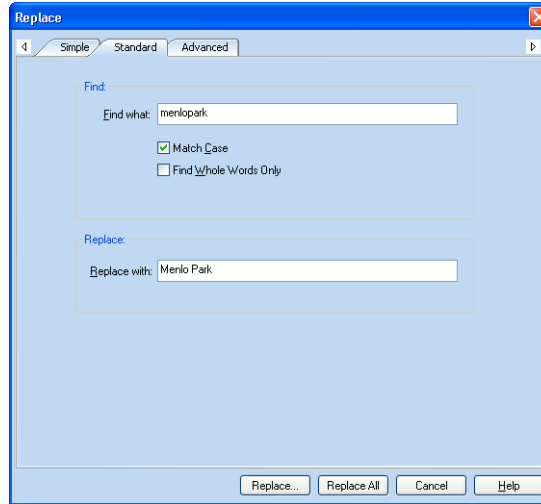 Replace
Simple Standard Advanced
Find:
Find what: menlopark
Match Case
Find Whole Words Only
Replace:
Replace with: Menlo Park
Replace... Replace All Cancel Help